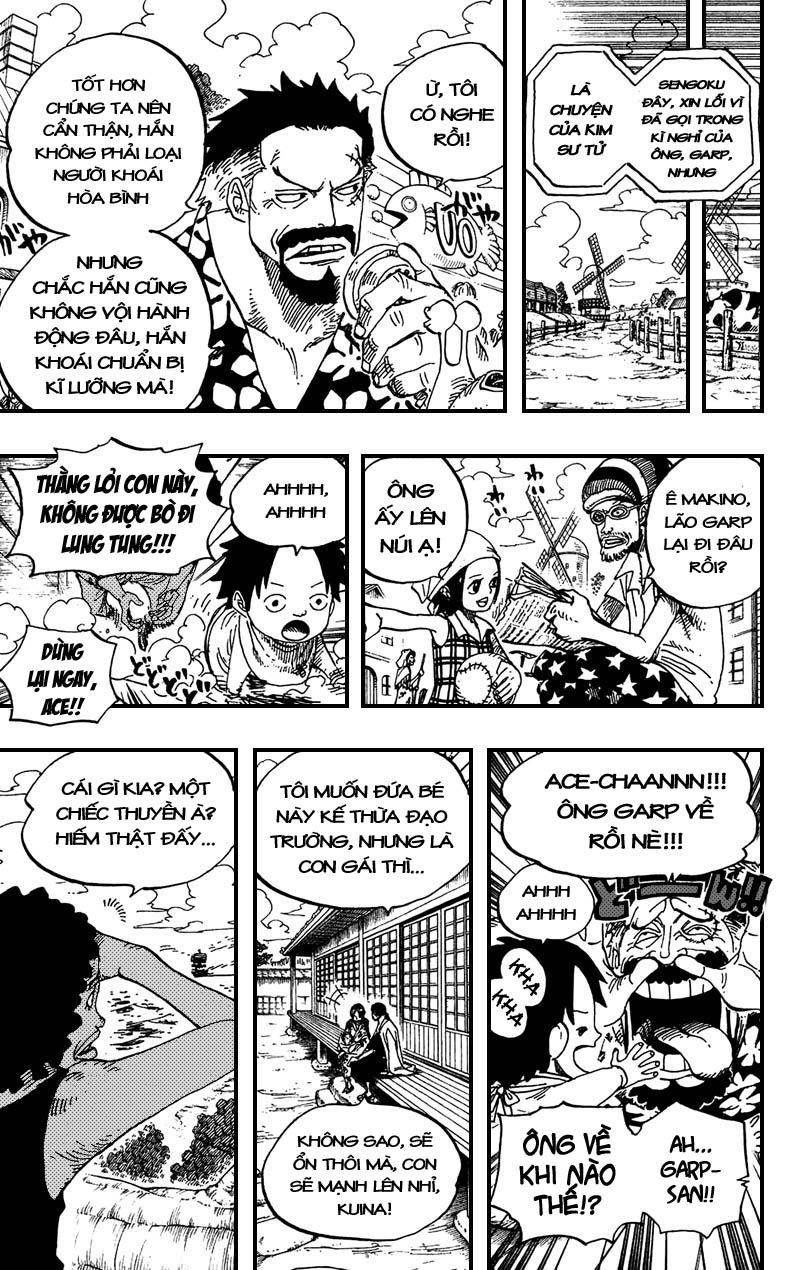 SENGOKU
ĐÂY, XIN LỖI VÌ
ĐÃ GỌI TRONG
KÌ NGHỈ CỦA
ÔNG, GARP,
NHƯNG
LÀ
CHUYỆN
CỦA KIM
SƯ TỬ
Ừ, TÔI
CÓ NGHE
RỒI!
TỐT HƠN
CHÚNG TA NÊN
CẨN THẬN, HẮN
KHÔNG PHẢI LOẠI
NGƯỜI KHOÁI
HÒA BÌNH
NHƯNG
CHẮC HẮN CŨNG
KHÔNG VỘI HÀNH
ĐỘNG ĐÂU, HẮN
KHOÁI CHUẨN BỊ
KĨ LƯỠNG MÀ!
UÒ
Ê MAKINO,
LÃO GARP
LẠI ĐI ĐÂU
RỒI?
ÔNG
ẤY LÊN
NÚI Ạ!
AHHHH,
AHHHH
THẰNG LỎI CON NÀY,
KHÔNG ĐƯỢC BÒ ĐI
LUNG TUNG!!!
DỪNG
LẠI NGAY,
ACE!!
ACE-CHAANNN!!!
ÔNG GARP VỀ
RỒI NÈ!!!
どーん!!
AHHH
AHHHH
KHA
KHA
KHA
AH...
GARP-
SAN!!
ÔNG VỀ
KHI NÀO
THẾ!?
TÔI MUỐN ĐỨA BÉ
NÀY KẾ THỪA ĐẠO
TRƯỜNG, NHƯNG LÀ
CON GÁI THÌ...
KHÔNG SAO, SẼ
ỔN THÔI MÀ, CON
SẼ MẠNH LÊN NHỈ,
KUINA!
CÁI GÌ KIA? MỘT
CHIẾC THUYỀN À?
HIẾM THẬT ĐẤY...